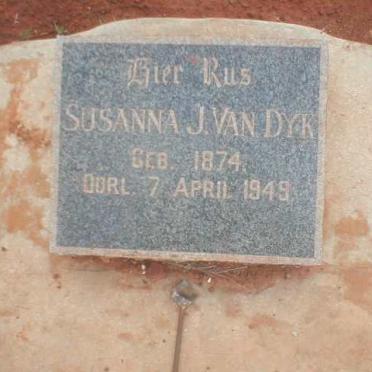 Hier Rus
SUSANNA J. VAN DYK
GEB. 1874.
OORL. 7 APRIL 1949.